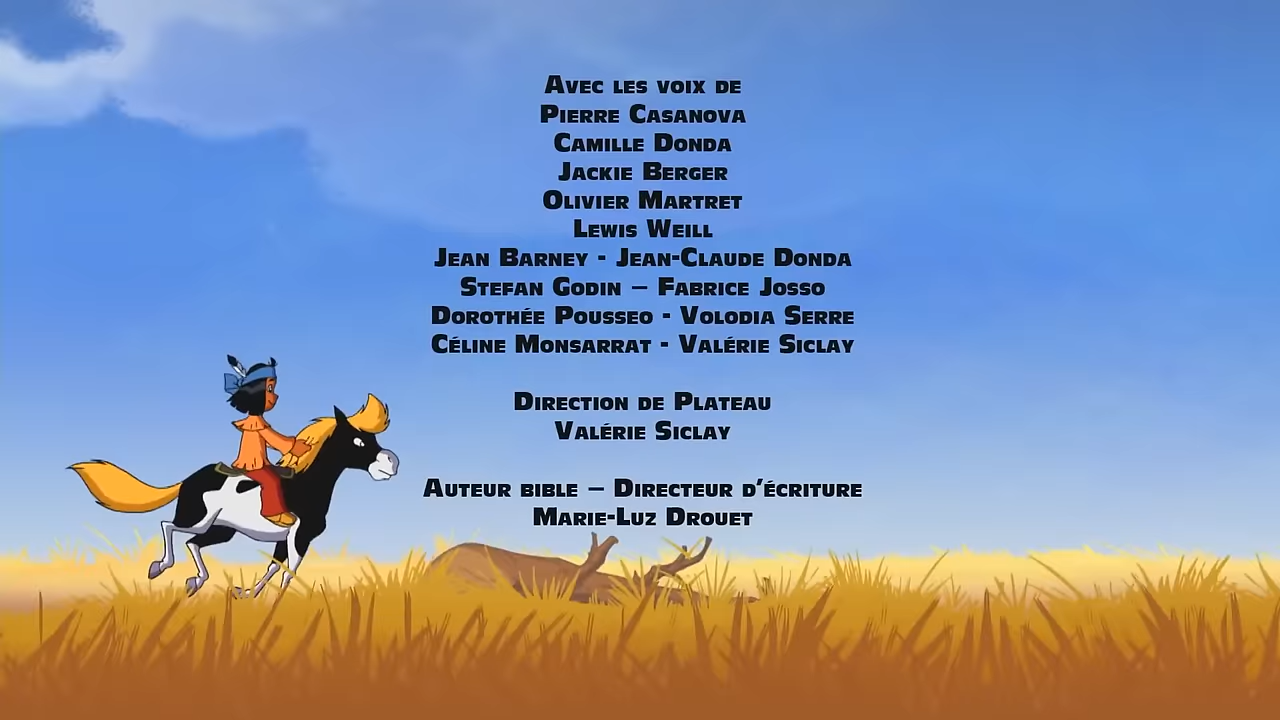 Avec les voix de
Pierre Casanova
Camille Donda
Jackie Berger
Olivier Martret
Lewis Weill
Jean Barney - Jean-Claude Donda
Stefan Godin – Fabrice Josso
Dorothée Pousseo - Volodia Serre
Céline Monsarrat - Valérie Siclay
Direction de Plateau
Valérie Siclay
Auteur bible – Directeur d'écriture
Marie-Luz Drouet